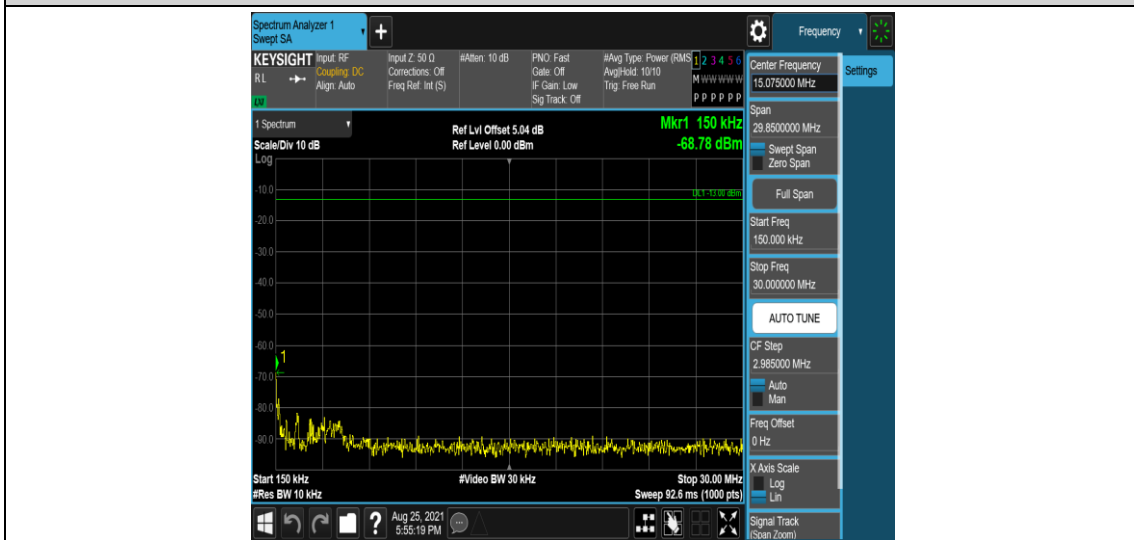 Spectrum Analyzer 1
Swept SA
+
Frequency
KEYSIGHT
RL
Input: RF
Coupling: DC
Align: Auto
Input Z: 50 Ω
Corrections: Off
Freq Ref: Int (S)
#Atten: 10 dB
PNO: Fast
Gate: Off
IF Gain: Low
Sig Track: Off
#Avg Type: Power (RMS
Avg|Hold: 10/10
Trig: Free Run
1 2 3 4 5 6
M W W W W W
P P P P P P
1 Spectrum
Scale/Div 10 dB
Log
Ref Lvl Offset 5.04 dB
Ref Level 0.00 dBm
Mkr1 150 kHz
-68.78 dBm
DL1 -13.00 dBm
-10.0
-20.0
-30.0
-40.0
-50.0
-60.0
1
-70.0
-80.0
-90.0
Start 150 kHz
#Res BW 10 kHz
#Video BW 30 kHz
Stop 30.00 MHz
Sweep 92.6 ms (1000 pts)
Center Frequency
15.075000 MHz
Settings
Span
29.8500000 MHz
Swept Span
Zero Span
Full Span
Start Freq
150.000 kHz
Stop Freq
30.000000 MHz
AUTO TUNE
CF Step
2.985000 MHz
Auto
Man
Freq Offset
0 Hz
X Axis Scale
Log
Lin
Signal Track
(Span Zoom)
?
Aug 25, 2021
5:55:19 PM